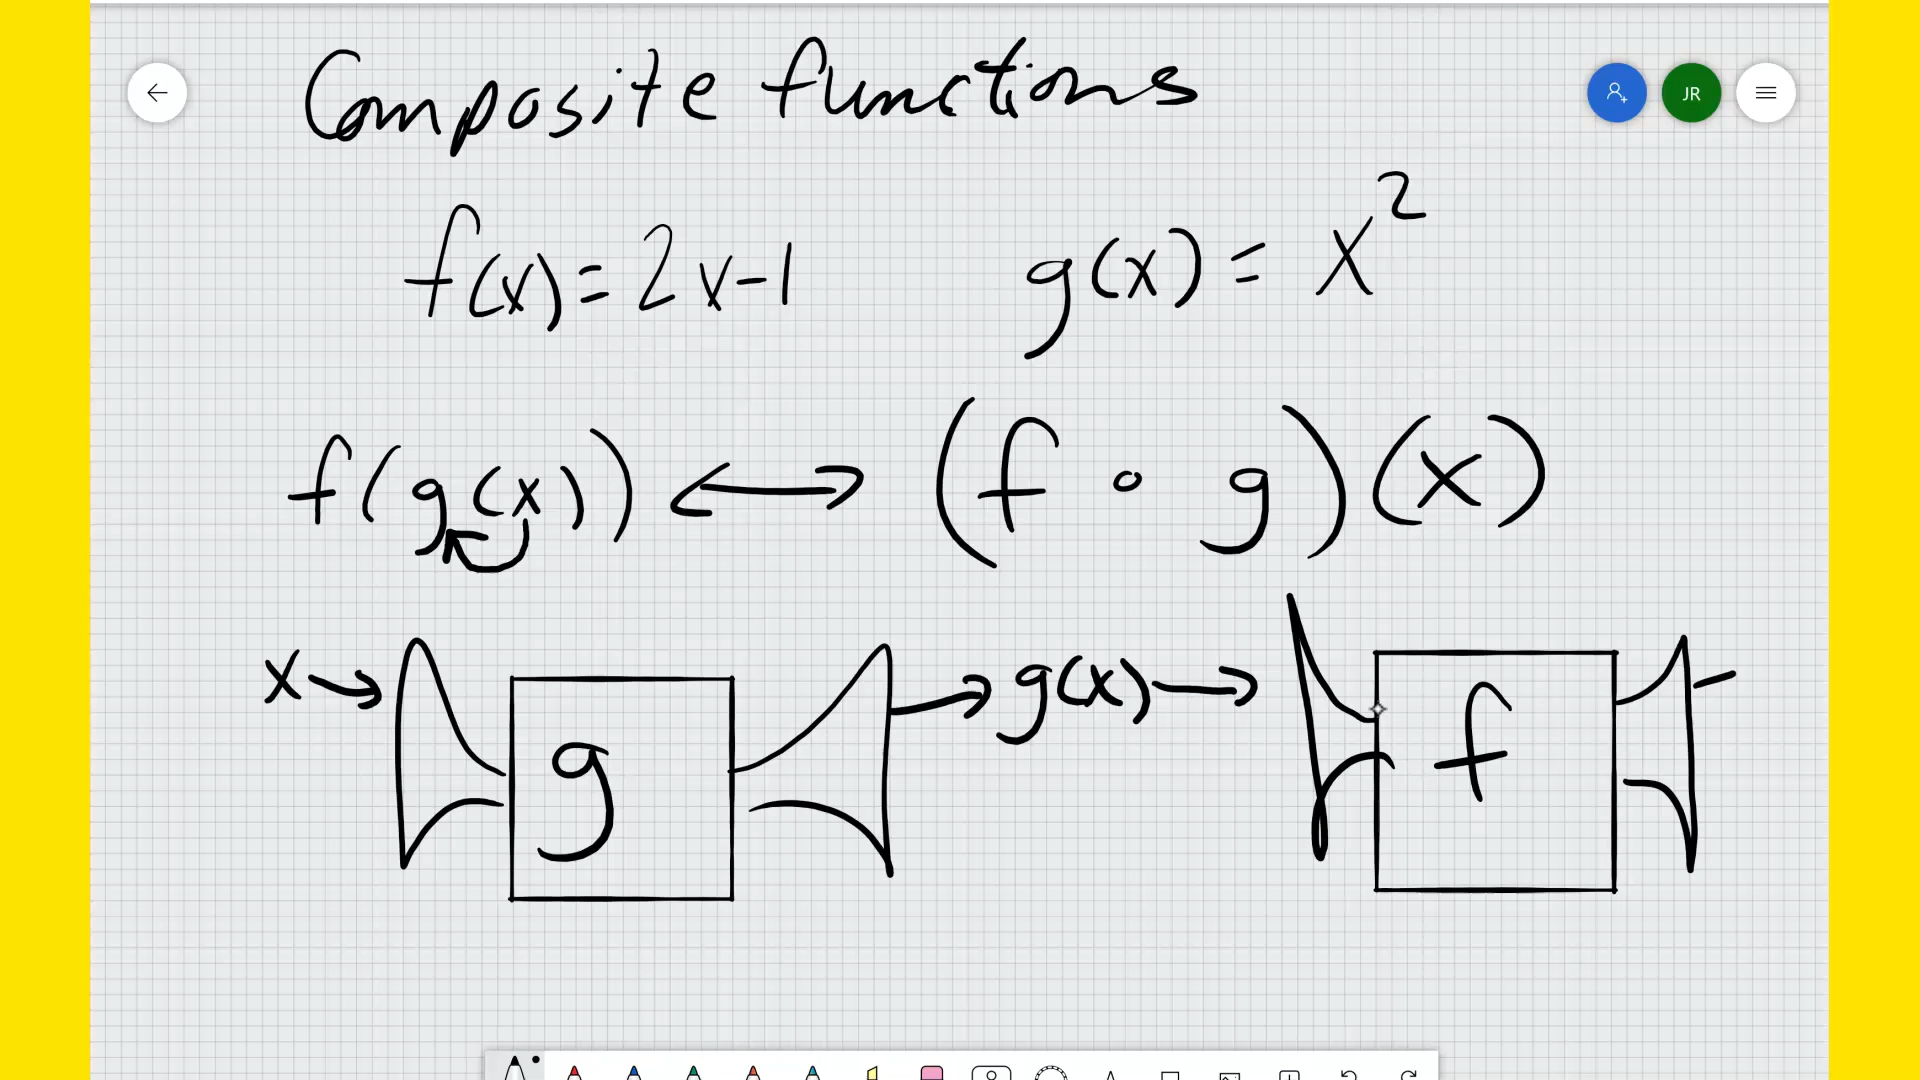 Composite functions
JR
f(x) = 2x-1
g(x) = x²
f(g(x)) ⟷ (f ∘ g)(x)
x → g → g(x) → f